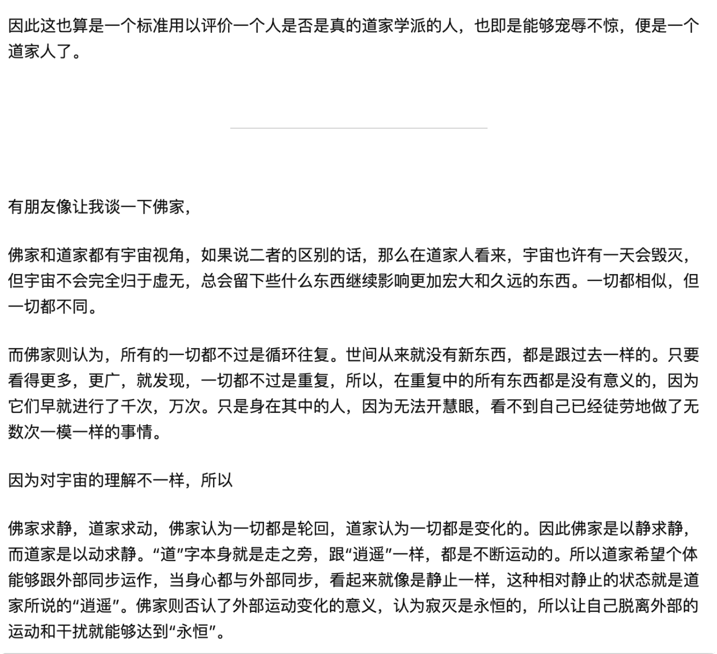 因此这也算是一个标准用以评价一个人是否是真的道家学派的人，也即是能够宠辱不惊，便是一个
道家人了。
有朋友像让我谈一下佛家，
佛家和道家都有宇宙视角，如果说二者的区别的话，那么在道家人看来，宇宙也许有一天会毁灭，
但宇宙不会完全归于虚无，总会留下些什么东西继续影响更加宏大和久远的东西。一切都相似，但
一切都不同。
而佛家则认为，所有的一切都不过是循环往复。世间从来就没有新东西，都是跟过去一样的。只要
看得更多，更广，就发现，一切都不过是重复，所以，在重复中的所有东西都是没有意义的，因为
它们早就进行了千次，万次。只是身在其中的人，因为无法开慧眼，看不到自己已经徒劳地做了无
数次一模一样的事情。
因为对宇宙的理解不一样，所以
佛家求静，道家求动，佛家认为一切都是轮回，道家认为一切都是变化的。因此佛家是以静求静，
而道家是以动求静。“道”字本身就是走之旁，跟“逍遥”一样，都是不断运动的。所以道家希望个体
能够跟外部同步运作，当身心都与外部同步，看起来就像是静止一样，这种相对静止的状态就是道
家所说的“逍遥”。佛家则否认了外部运动变化的意义，认为寂灭是永恒的，所以让自己脱离外部的
运动和干扰就能够达到“永恒”。